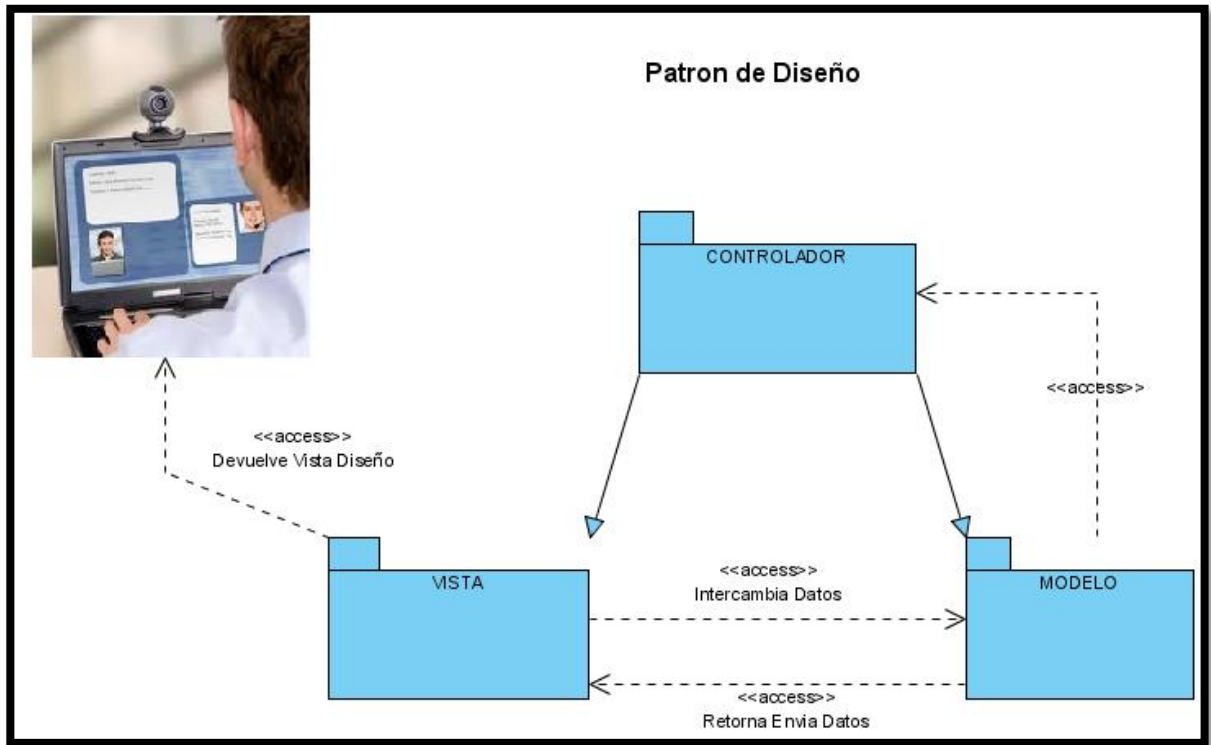 Patron de Diseño
CONTROLADOR
<<access>>
<<access>>
Devuelve Vista Diseño
<<access>>
Intercambia Datos
VISTA
MODELO
<<access>>
Retorna Envia Datos